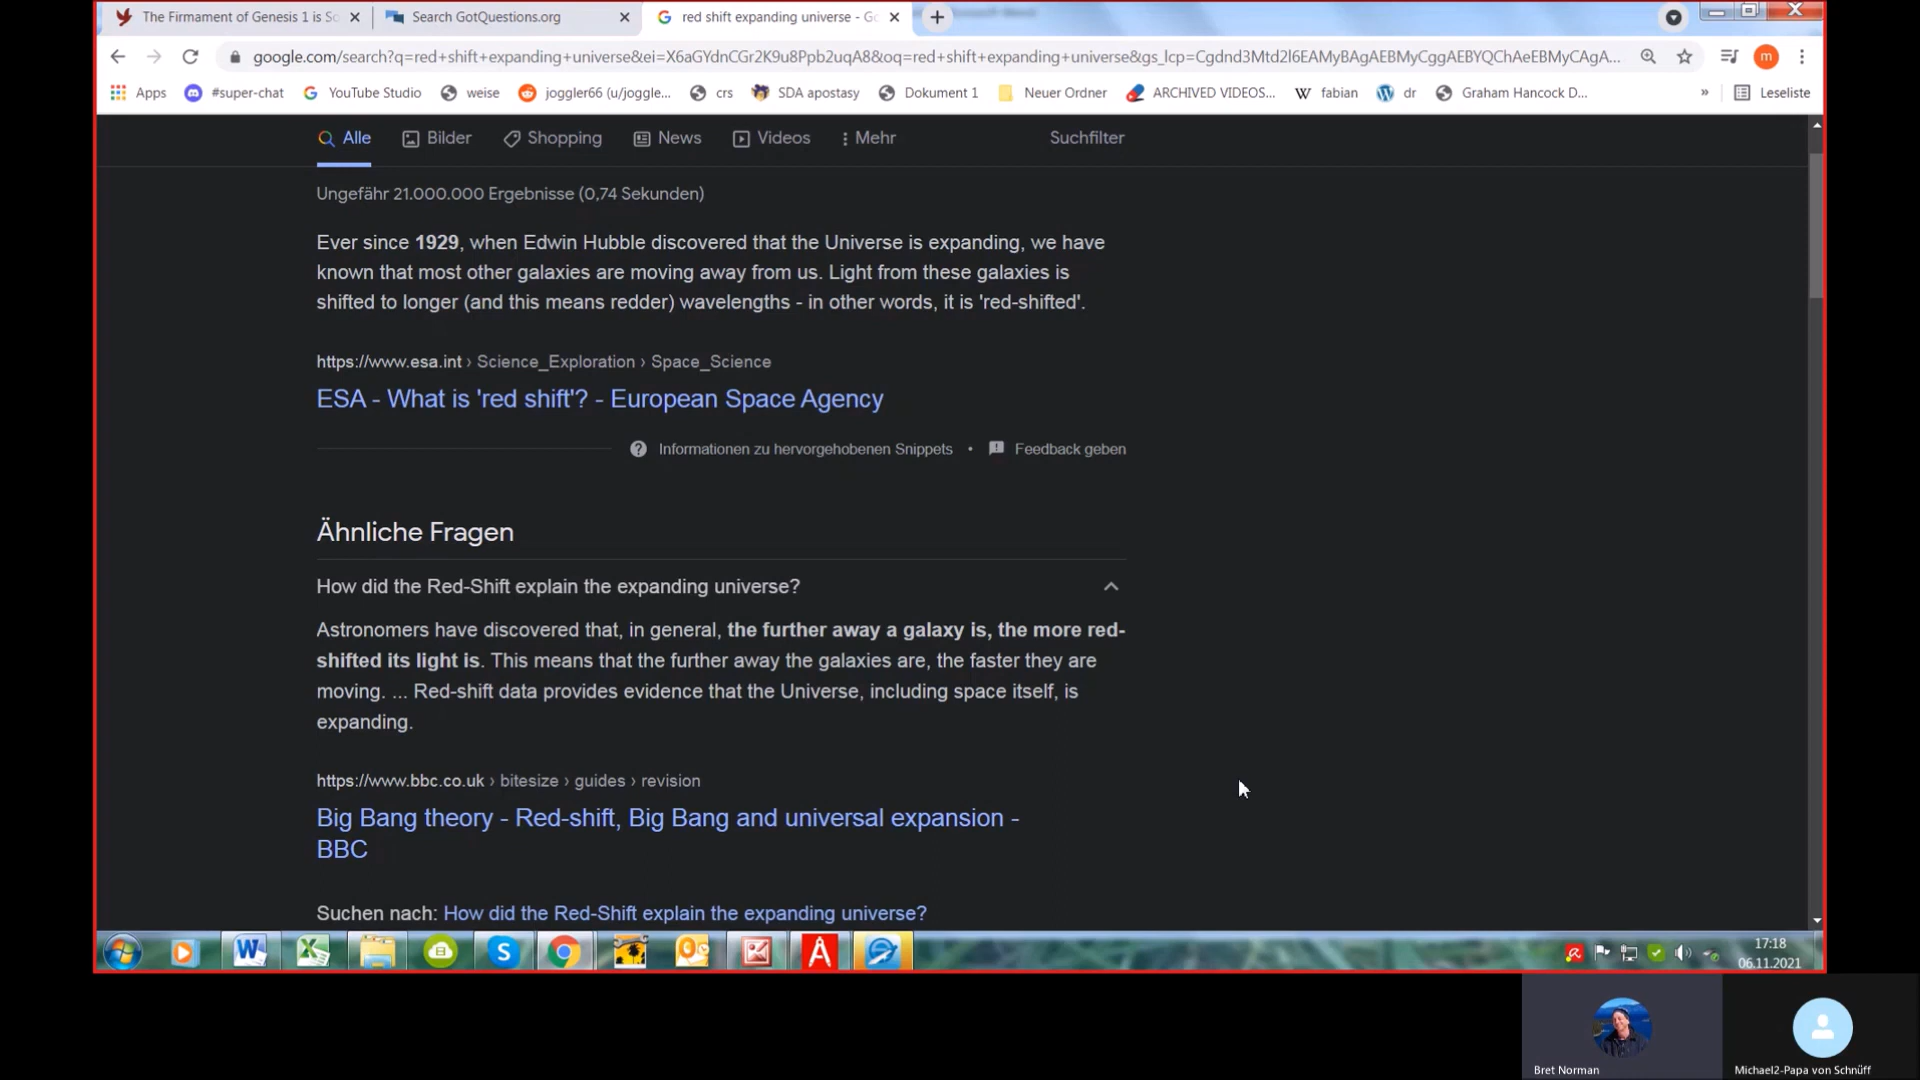 The Firmament of Genesis 1 is So
Search GotQuestions.org
red shift expanding universe - Go
google.com/search?q=red+shift+expanding+universe&ei=X6aGYdnCGr2K9u8Ppb2uqA8&oq=red+shift+expanding+universe&gs_lcp=Cgdnd3Mtd2l6EAMyBAgAEBMyCggAEBYQChAeEBMyCAgA...
Apps
#super-chat
YouTube Studio
weise
joggler66 (u/joggle...
crs
SDA apostasy
Dokument 1
Neuer Ordner
ARCHIVED VIDEOS...
fabian
dr
Graham Hancock D...
»
Leseliste
Alle Bilder Shopping News Videos Mehr Suchfilter
Ungefähr 21.000.000 Ergebnisse (0,74 Sekunden)
Ever since 1929, when Edwin Hubble discovered that the Universe is expanding, we have
known that most other galaxies are moving away from us. Light from these galaxies is
shifted to longer (and this means redder) wavelengths - in other words, it is 'red-shifted'.
https://www.esa.int › Science_Exploration › Space_Science
ESA - What is 'red shift'? - European Space Agency
Informationen zu hervorgehobenen Snippets • Feedback geben
Ähnliche Fragen
How did the Red-Shift explain the expanding universe?
Astronomers have discovered that, in general, the further away a galaxy is, the more red-
shifted its light is. This means that the further away the galaxies are, the faster they are
moving. ... Red-shift data provides evidence that the Universe, including space itself, is
expanding.
https://www.bbc.co.uk › bitesize › guides › revision
Big Bang theory - Red-shift, Big Bang and universal expansion -
BBC
Suchen nach: How did the Red-Shift explain the expanding universe?
17:18
06.11.2021
Bret Norman
Michael2-Papa von Schnüff